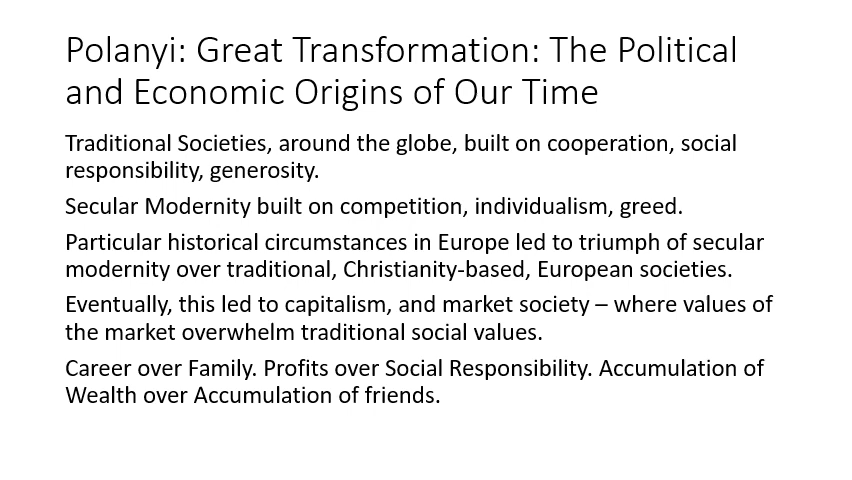 Polanyi: Great Transformation: The Political
and Economic Origins of Our Time
Traditional Societies, around the globe, built on cooperation, social
responsibility, generosity.
Secular Modernity built on competition, individualism, greed.
Particular historical circumstances in Europe led to triumph of secular
modernity over traditional, Christianity-based, European societies.
Eventually, this led to capitalism, and market society – where values of
the market overwhelm traditional social values.
Career over Family. Profits over Social Responsibility. Accumulation of
Wealth over Accumulation of friends.